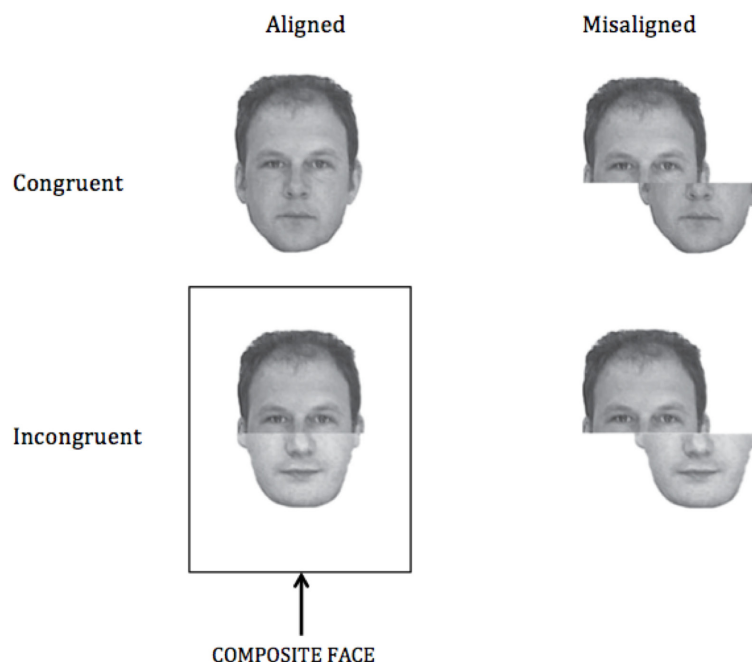 Aligned
Misaligned
Congruent
Incongruent
COMPOSITE FACE